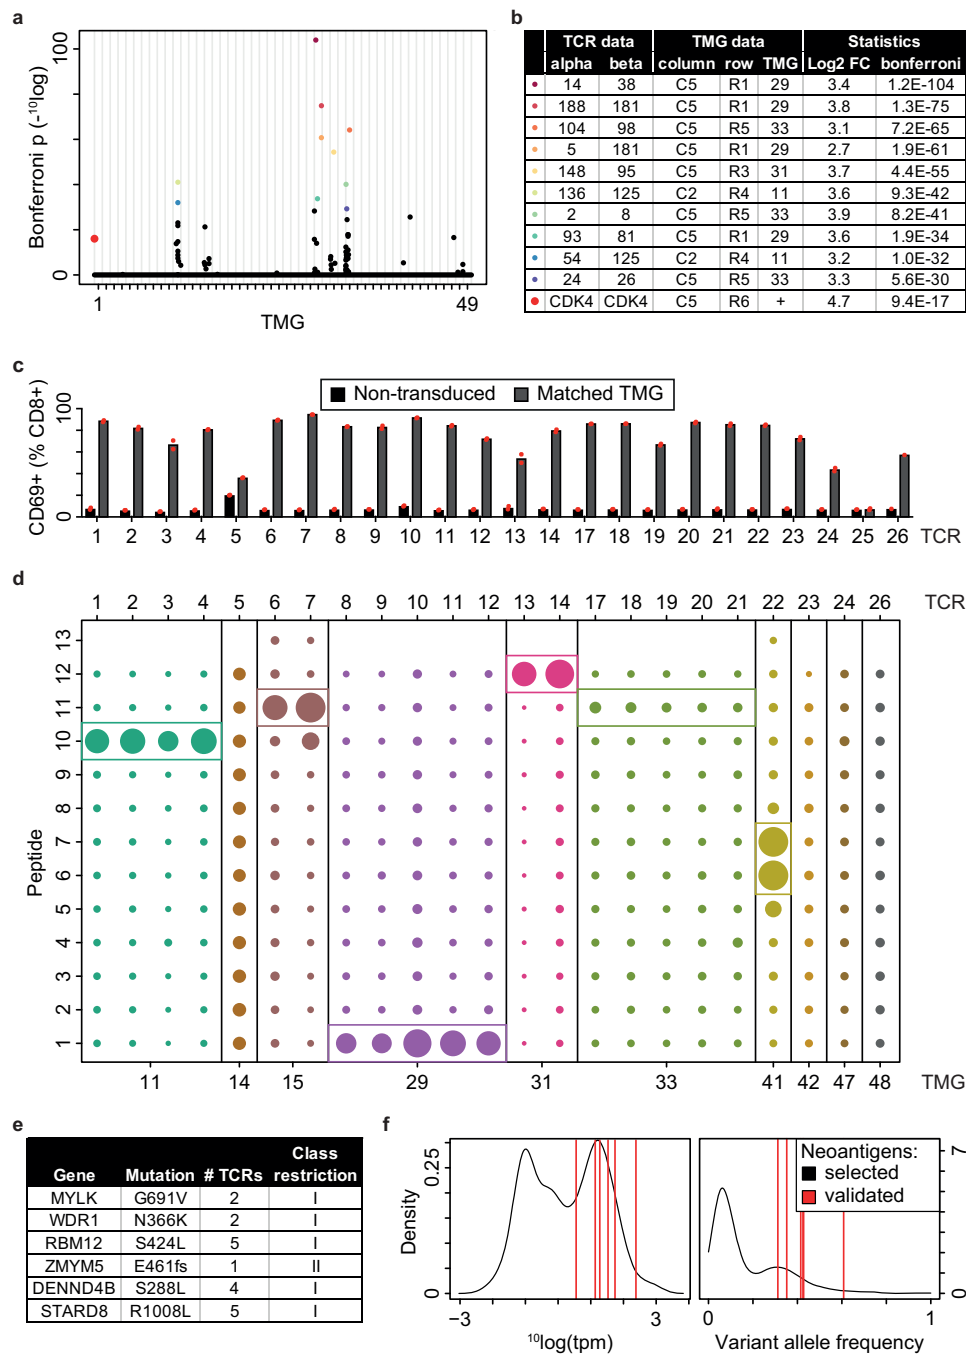 a
Bonferroni p (-¹⁰log)
100
0
1
49
TMG
b
TCR data TMG data Statistics
alpha beta column row TMG Log2 FC bonferroni
14 38 C5 R1 29 3.4 1.2E-104
188 181 C5 R1 29 3.8 1.3E-75
104 98 C5 R5 33 3.1 7.2E-65
5 181 C5 R1 29 2.7 1.9E-61
148 95 C5 R3 31 3.7 4.4E-55
136 125 C2 R4 11 3.6 9.3E-42
2 8 C5 R5 33 3.9 8.2E-41
93 81 C5 R1 29 3.6 1.9E-34
54 125 C2 R4 11 3.2 1.0E-32
24 26 C5 R5 33 3.3 5.6E-30
CDK4 CDK4 C5 R6 + 4.7 9.4E-17
c
Non-transduced Matched TMG
CD69+ (% CD8+)
100
0
1 2 3 4 5 6 7 8 9 10 11 12 13 14 17 18 19 20 21 22 23 24 25 26 TCR
d
1 2 3 4 5 6 7 8 9 10 11 12 13 14 17 18 19 20 21 22 23 24 26 TCR
Peptide
13
12
11
10
9
8
7
6
5
4
3
2
1
11 14 15 29 31 33 41 42 47 48 TMG
e
Gene Mutation # TCRs Class restriction
MYLK G691V 2 I
WDR1 N366K 2 I
RBM12 S424L 5 I
ZMYM5 E461fs 1 II
DENND4B S288L 4 I
STARD8 R1008L 5 I
f
Density
0.25
0
−3 3
¹⁰log(tpm)
Neoantigens:
selected
validated
7
0
0 1
Variant allele frequency